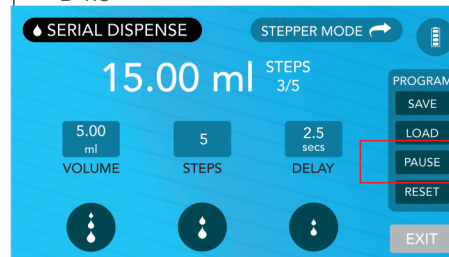 SERIAL DISPENSE
STEPPER MODE
15.00 ml
STEPS
3/5
5.00
ml
VOLUME
5
STEPS
2.5
secs
DELAY
PROGRAM
SAVE
LOAD
PAUSE
RESET
EXIT